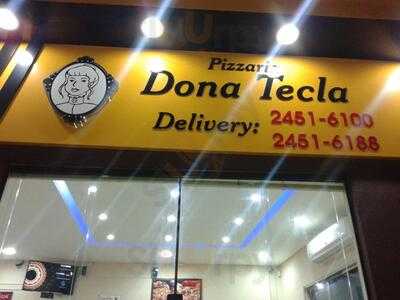 Pizzaria
Dona Tecla
Delivery: 2451-6100
2451-6188